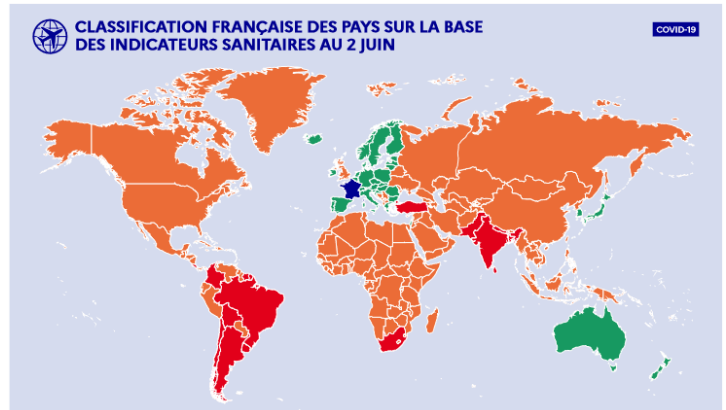 CLASSIFICATION FRANÇAISE DES PAYS SUR LA BASE
DES INDICATEURS SANITAIRES AU 2 JUIN
COVID-19